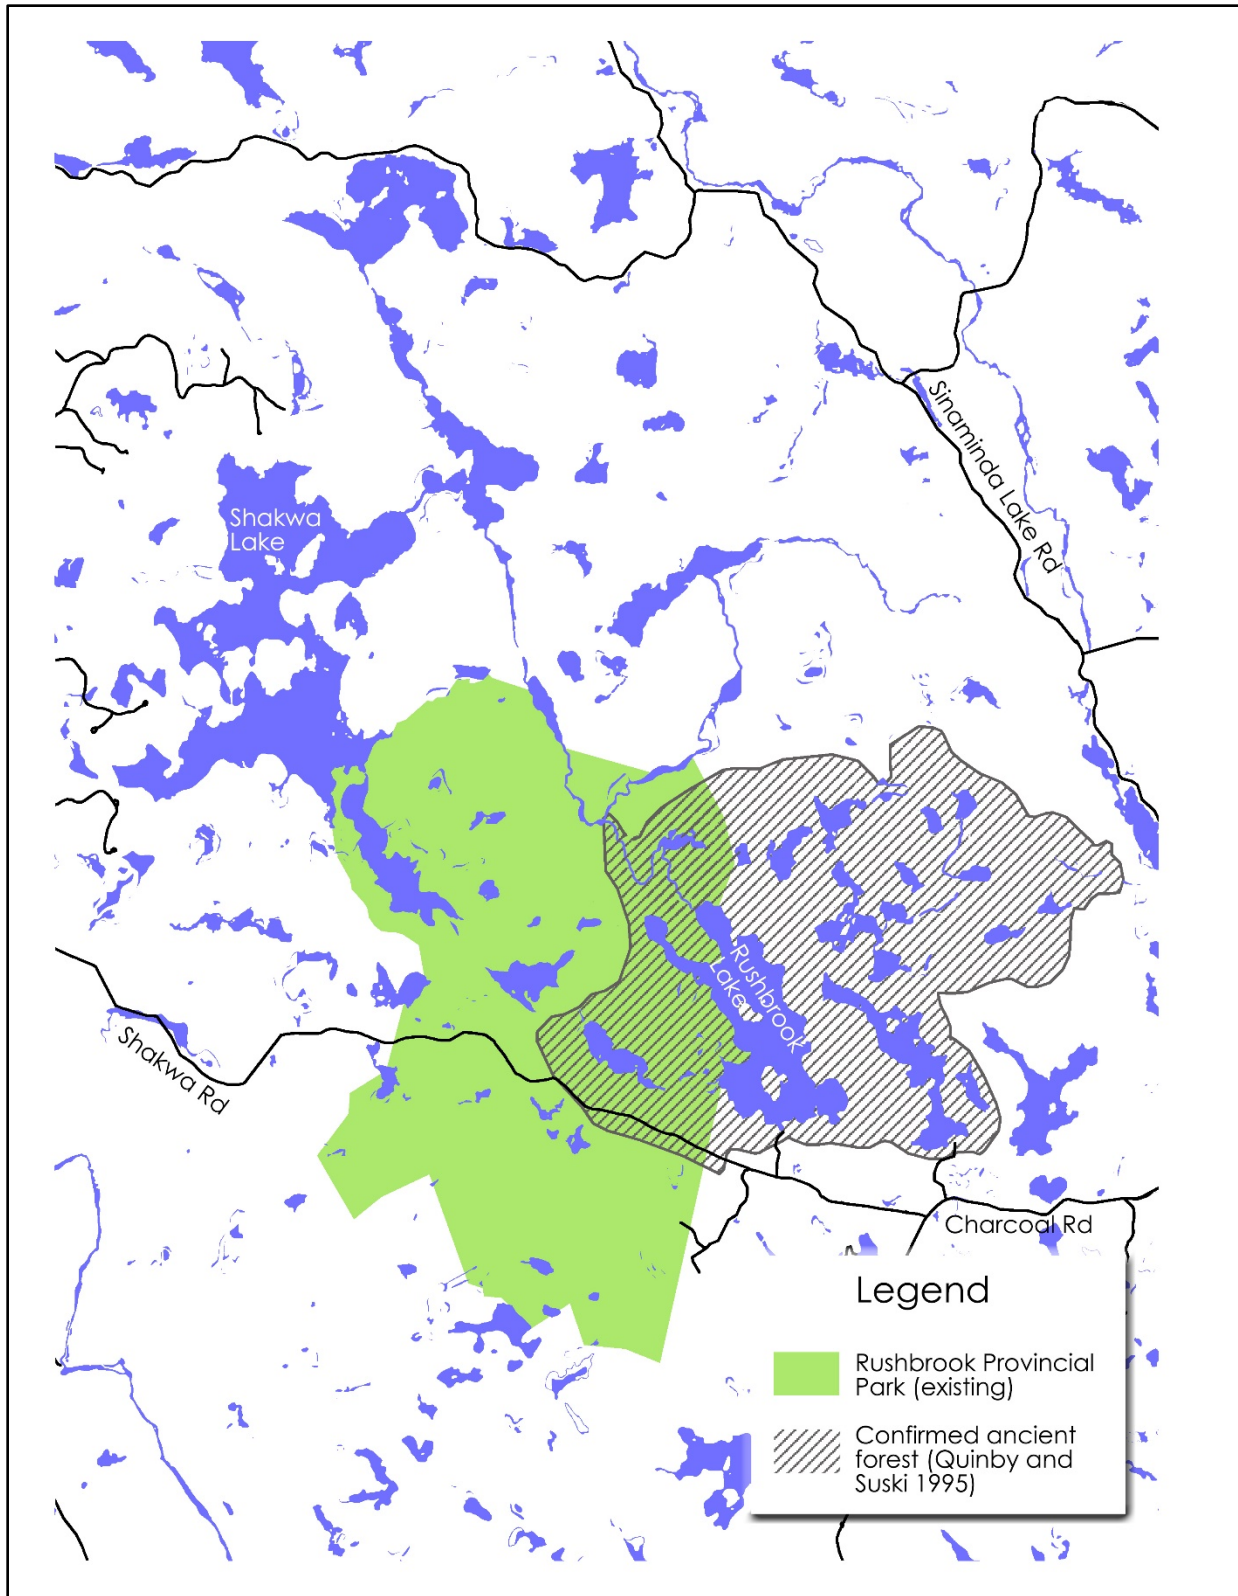 Sinaminda Lake Rd
Shakwa
Lake
Rushbrook
Lake
Shakwa Rd
Charcoal Rd
Legend
Rushbrook Provincial
Park (existing)
Confirmed ancient
forest (Quinby and
Suski 1995)